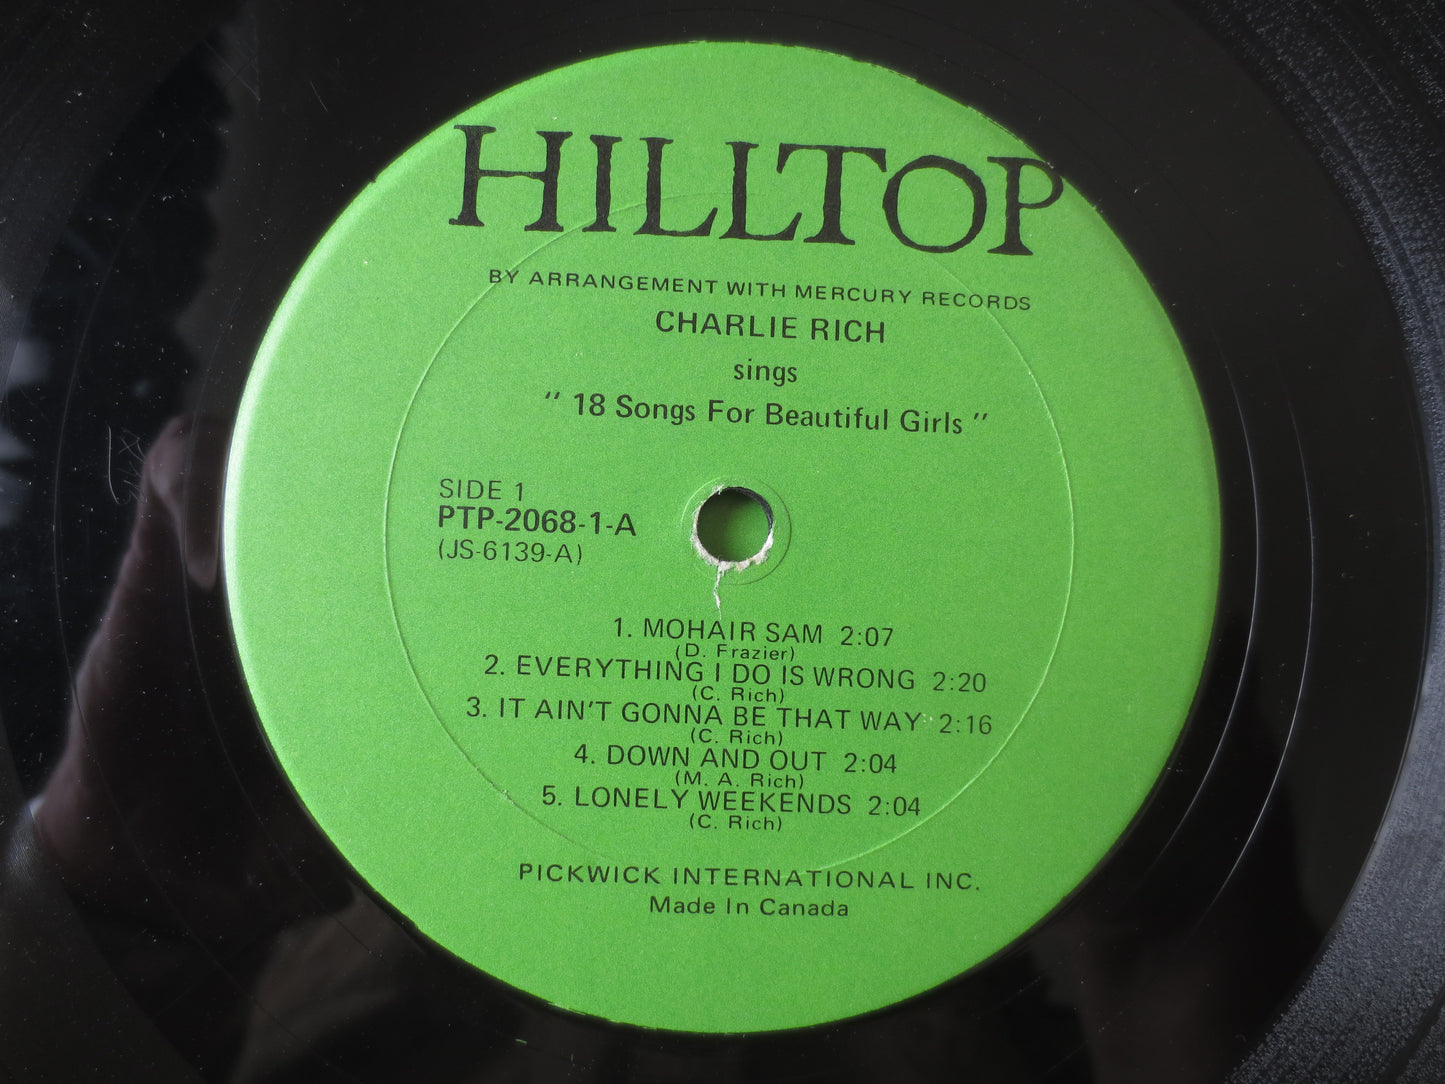 HILLTOP
BY ARRANGEMENT WITH MERCURY RECORDS
CHARLIE RICH
sings
" 18 Songs For Beautiful Girls "
SIDE 1
PTP-2068-1-A
(JS-6139-A)
1. MOHAIR SAM 2:07
(D. Frazier)
2. EVERYTHING I DO IS WRONG 2:20
(C. Rich)
3. IT AIN'T GONNA BE THAT WAY 2:16
(C. Rich)
4. DOWN AND OUT 2:04
(M. A. Rich)
5. LONELY WEEKENDS 2:04
(C. Rich)
PICKWICK INTERNATIONAL INC.
Made In Canada